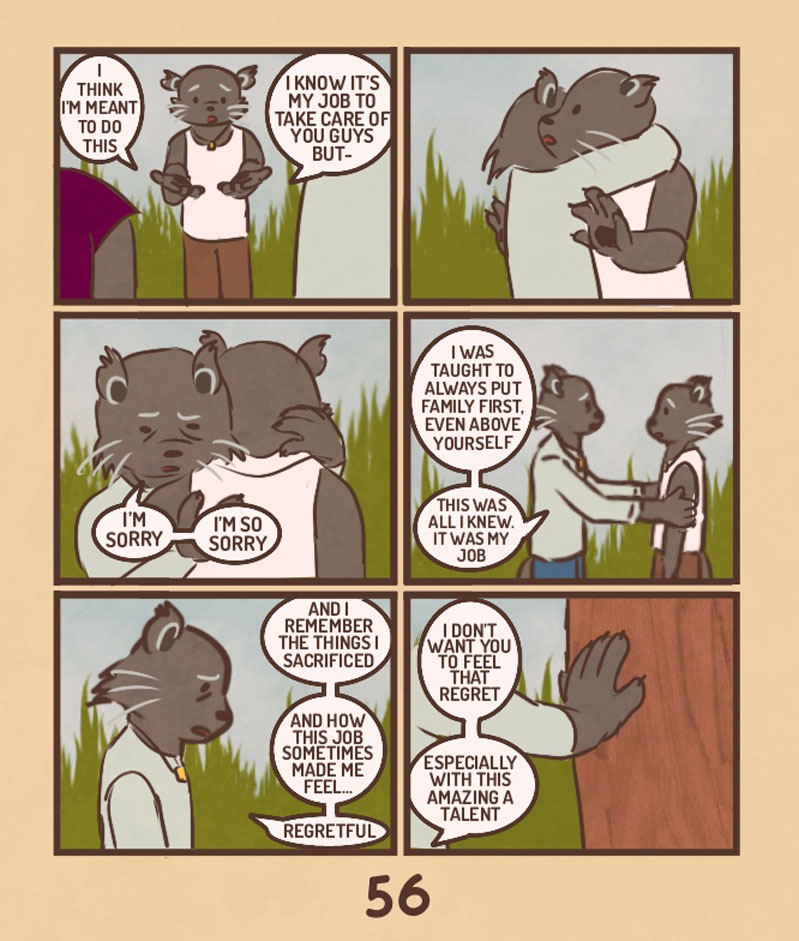 I
THINK
I'M MEANT
TO DO
THIS
I KNOW IT'S
MY JOB TO
TAKE CARE OF
YOU GUYS
BUT-
I'M
SORRY
I'M SO
SORRY
I WAS
TAUGHT TO
ALWAYS PUT
FAMILY FIRST,
EVEN ABOVE
YOURSELF
THIS WAS
ALL I KNEW.
IT WAS MY
JOB
AND I
REMEMBER
THE THINGS I
SACRIFICED
AND HOW
THIS JOB
SOMETIMES
MADE ME
FEEL...
REGRETFUL
I DON'T
WANT YOU
TO FEEL
THAT
REGRET
ESPECIALLY
WITH THIS
AMAZING A
TALENT
56